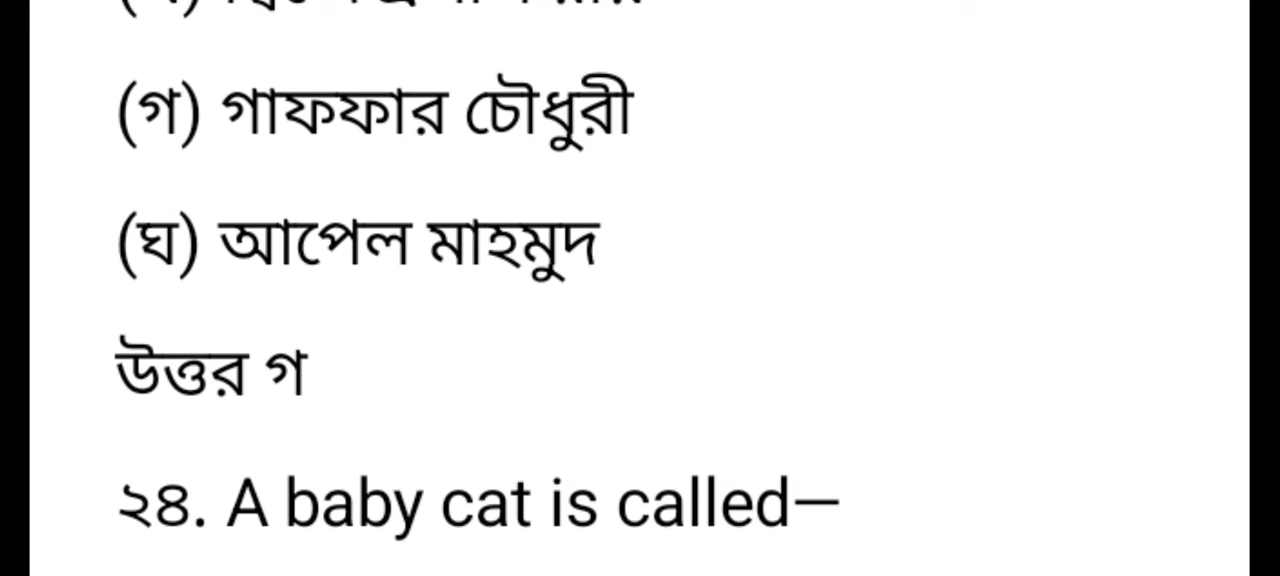 (গ) গাফফার চৌধুরী
(ঘ) আপেল মাহমুদ
উত্তর গ
২৪. A baby cat is called—